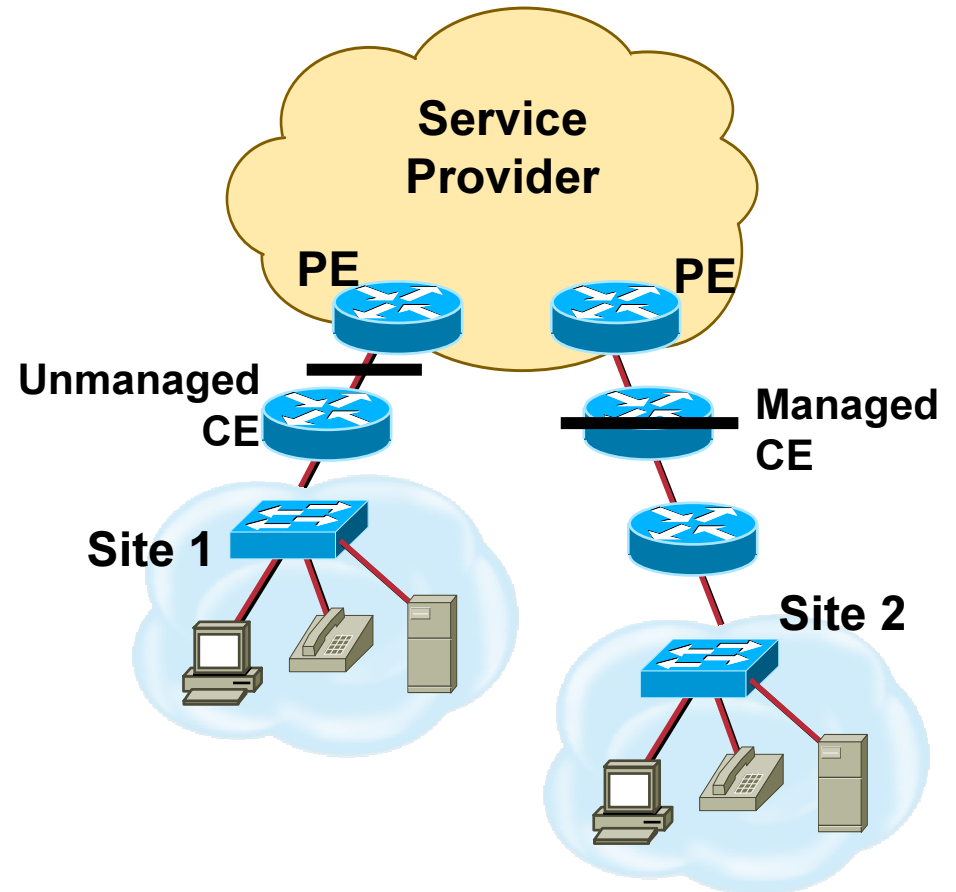 Service
Provider
PE
PE
Unmanaged
CE
Managed
CE
Site 1
Site 2